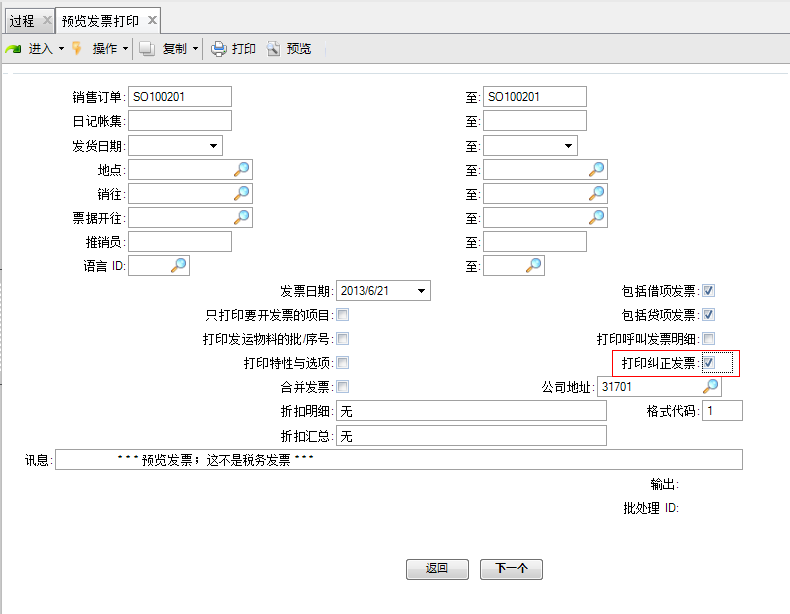 过程 预览发票打印
进入 操作 复制 打印 预览
销售订单: SO100201 至: SO100201
日记帐集: 至:
发货日期: 至:
地点: 至:
销往: 至:
票据开往: 至:
推销员: 至:
语言 ID: 至:
发票日期: 2013/6/21 包括借项发票:
只打印要开发票的项目: 包括贷项发票:
打印发运物料的批/序号: 打印呼叫发票明细:
打印特性与选项: 打印纠正发票:
合并发票: 公司地址: 31701
折扣明细: 无 格式代码: 1
折扣汇总: 无
讯息: * * * 预览发票；这不是税务发票 * * *
输出:
批处理 ID:
返回 下一个